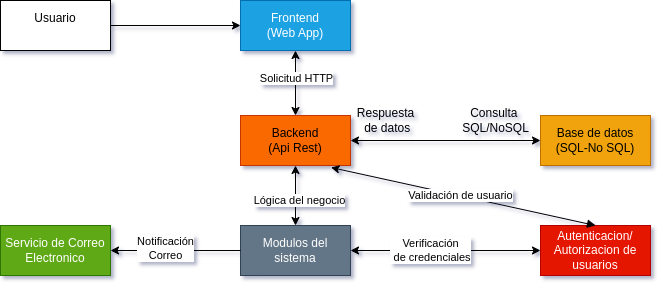 Usuario
Frontend
(Web App)
Solicitud HTTP
Backend
(Api Rest)
Respuesta
de datos
Consulta
SQL/NoSQL
Base de datos
(SQL-No SQL)
Lógica del negocio
Validación de usuario
Servicio de Correo
Electronico
Notificación
Correo
Modulos del
sistema
Verificación
de credenciales
Autenticacion/
Autorizacion de
usuarios